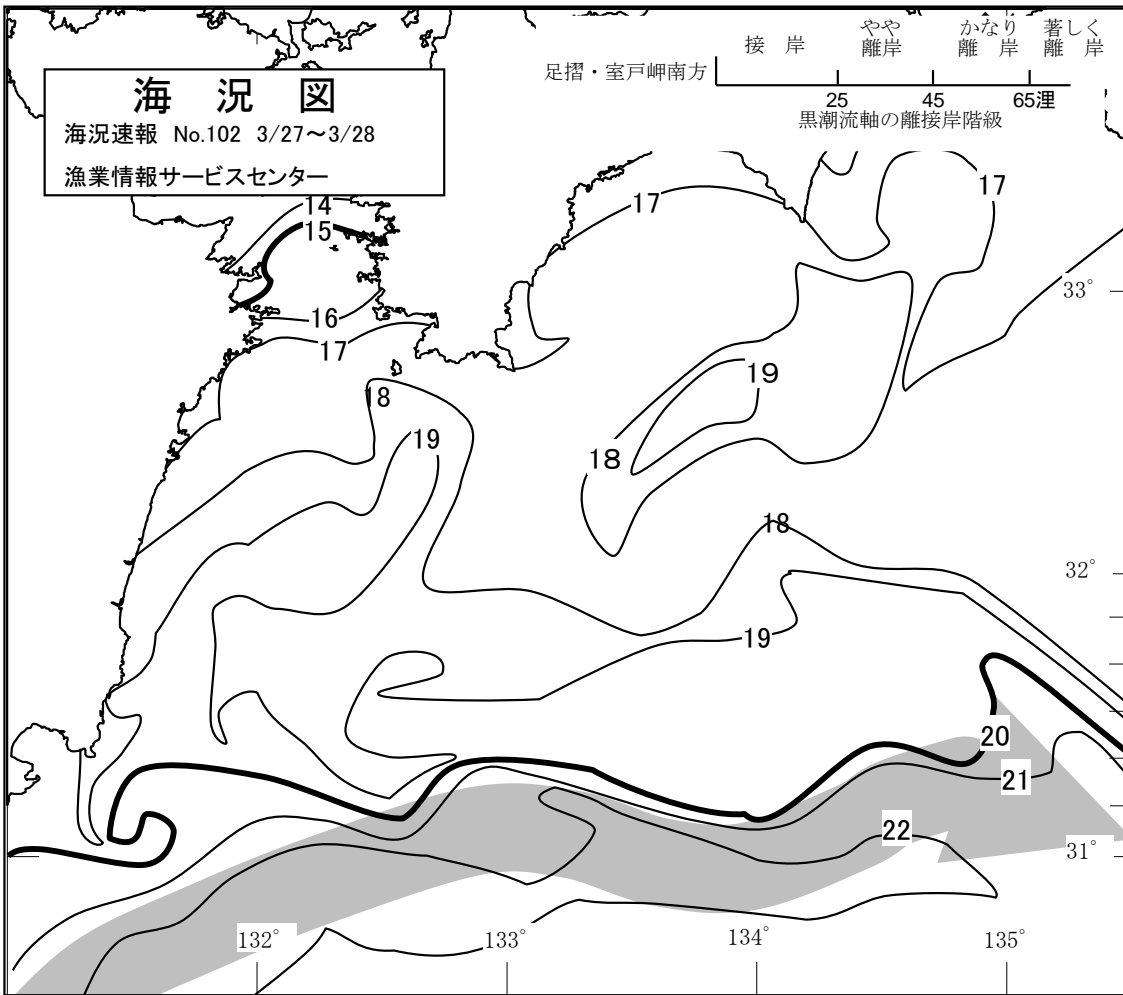 海況図
海況速報 No.102 3/27～3/28
漁業情報サービスセンター
接岸 やや離岸 かなり離岸 著しく離岸
足摺・室戸岬南方
25 45 65浬
黒潮流軸の離接岸階級
14
15
16
17
17
17
18
19
19
18
18
19
20
21
22
33°
32°
31°
132° 133° 134° 135°